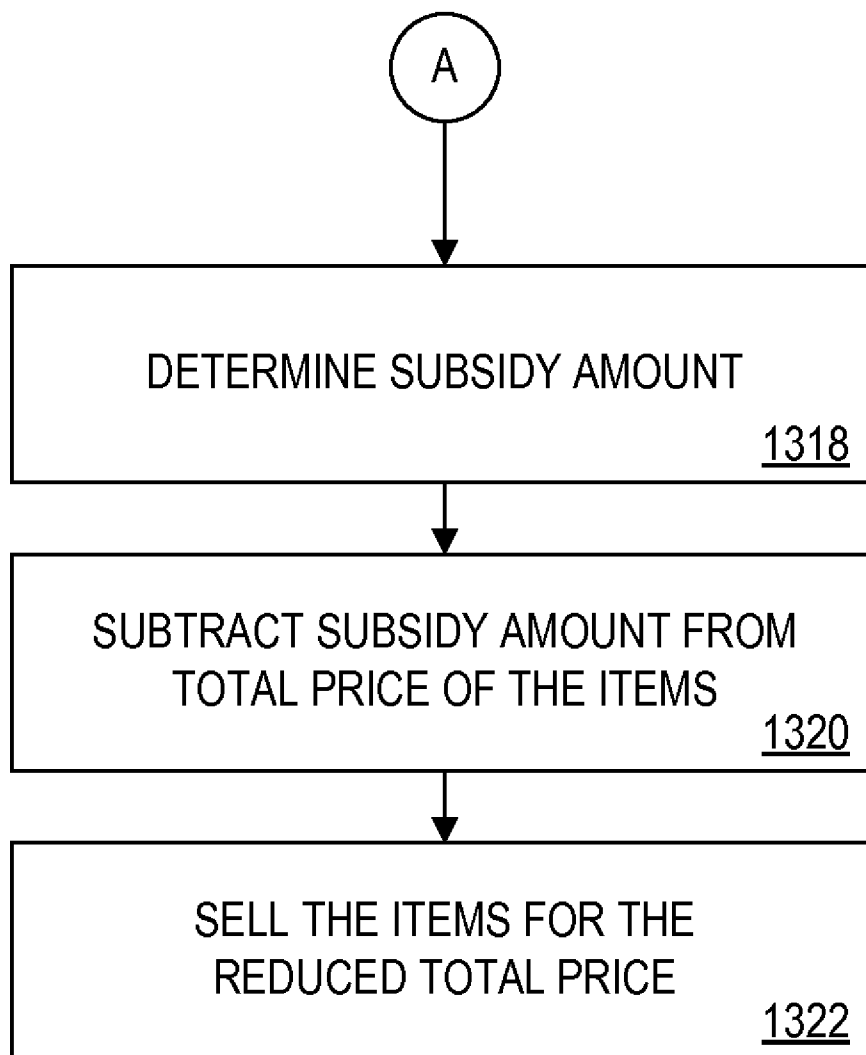 A
DETERMINE SUBSIDY AMOUNT
1318
SUBTRACT SUBSIDY AMOUNT FROM
TOTAL PRICE OF THE ITEMS
1320
SELL THE ITEMS FOR THE
REDUCED TOTAL PRICE
1322